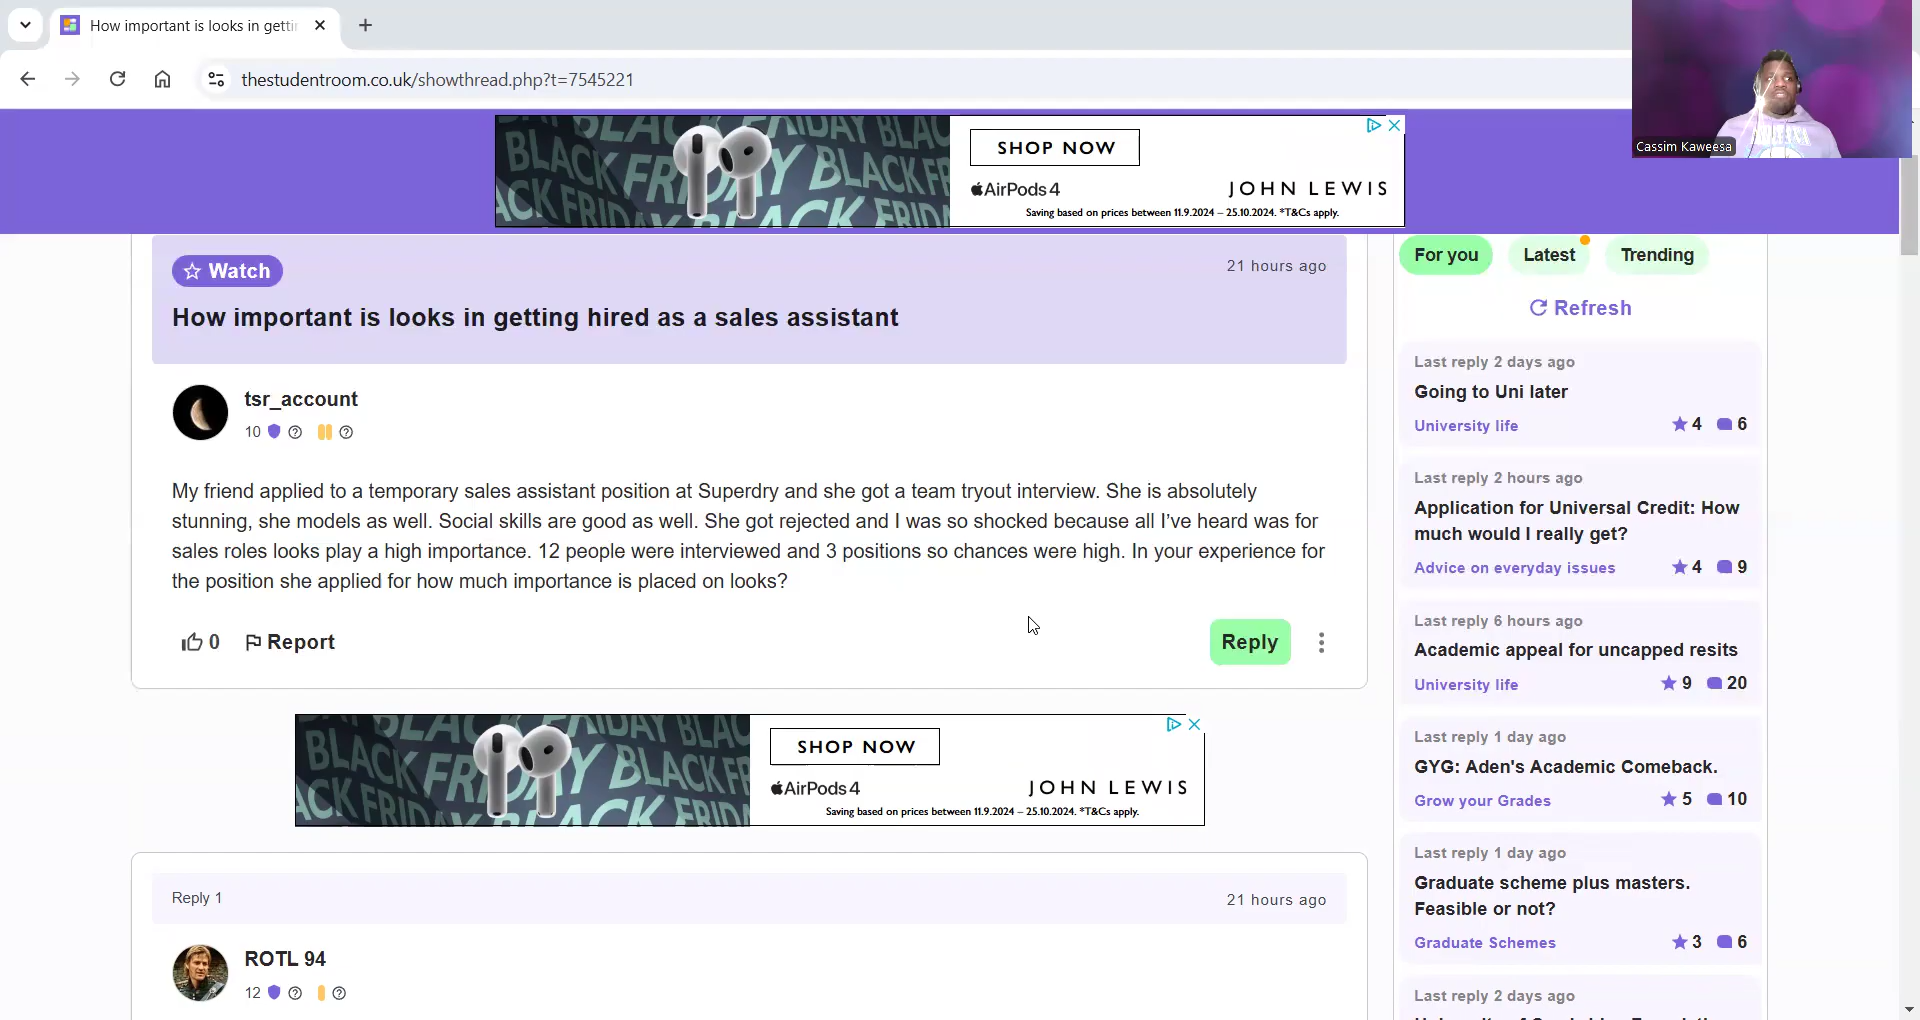 How important is looks in getti
thestudentroom.co.uk/showthread.php?t=7545221
BLACK FRIDAY
SHOP NOW
AirPods 4
JOHN LEWIS
Saving based on prices between 11.9.2024 – 25.10.2024. *T&Cs apply.
Cassim Kaweesa
Watch
21 hours ago
How important is looks in getting hired as a sales assistant
tsr_account
10
My friend applied to a temporary sales assistant position at Superdry and she got a team tryout interview. She is absolutely
stunning, she models as well. Social skills are good as well. She got rejected and I was so shocked because all I've heard was for
sales roles looks play a high importance. 12 people were interviewed and 3 positions so chances were high. In your experience for
the position she applied for how much importance is placed on looks?
0 Report
Reply
BLACK FRIDAY
SHOP NOW
AirPods 4
JOHN LEWIS
Saving based on prices between 11.9.2024 – 25.10.2024. *T&Cs apply.
Reply 1
21 hours ago
ROTL 94
12
For you Latest Trending
Refresh
Last reply 2 days ago
Going to Uni later
University life 4 6
Last reply 2 hours ago
Application for Universal Credit: How
much would I really get?
Advice on everyday issues 4 9
Last reply 6 hours ago
Academic appeal for uncapped resits
University life 9 20
Last reply 1 day ago
GYG: Aden's Academic Comeback.
Grow your Grades 5 10
Last reply 1 day ago
Graduate scheme plus masters.
Feasible or not?
Graduate Schemes 3 6
Last reply 2 days ago